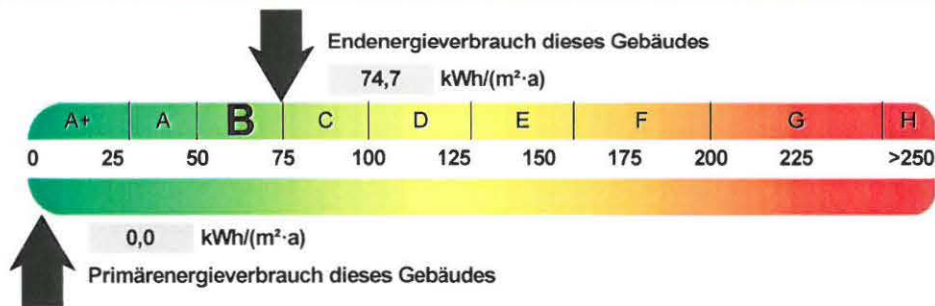 Endenergieverbrauch dieses Gebäudes
74,7 kWh/(m²·a)
A+ A B C D E F G H
0 25 50 75 100 125 150 175 200 225 >250
0,0 kWh/(m²·a)
Primärenergieverbrauch dieses Gebäudes